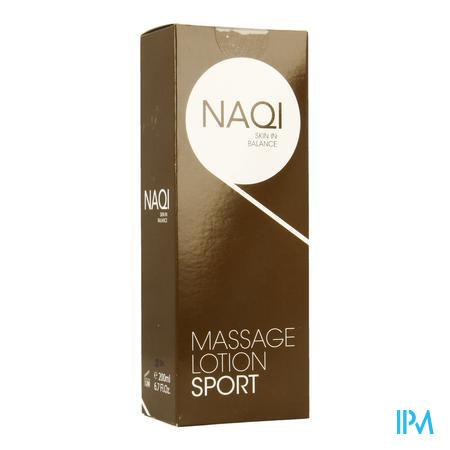 NAQI
SKIN IN
BALANCE
NAQI
SKIN IN
BALANCE
MASSAGE
LOTION
SPORT
e 200ml
6.7 Fl.Oz.
IPM